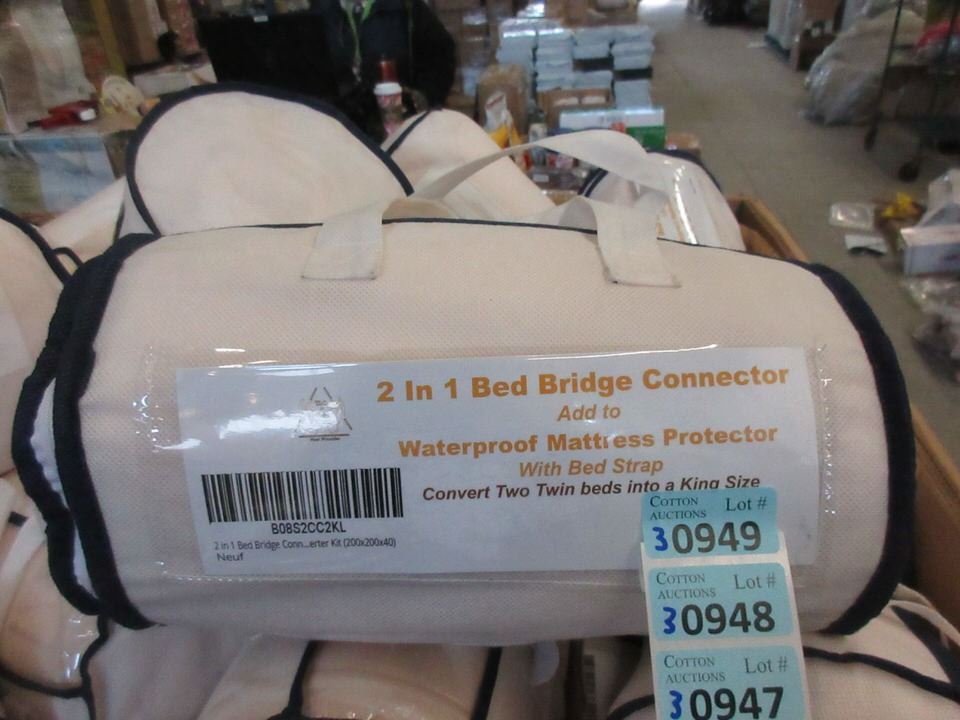 2 In 1 Bed Bridge Connector
Add to
Waterproof Mattress Protector
With Bed Strap
Convert Two Twin beds into a King Size
B08S2CC2KL
2 in 1 Bed Bridge Conn...erter Kit (200x200x40)
Neuf
COTTON AUCTIONS Lot #
30949
COTTON AUCTIONS Lot #
30948
COTTON AUCTIONS Lot #
30947